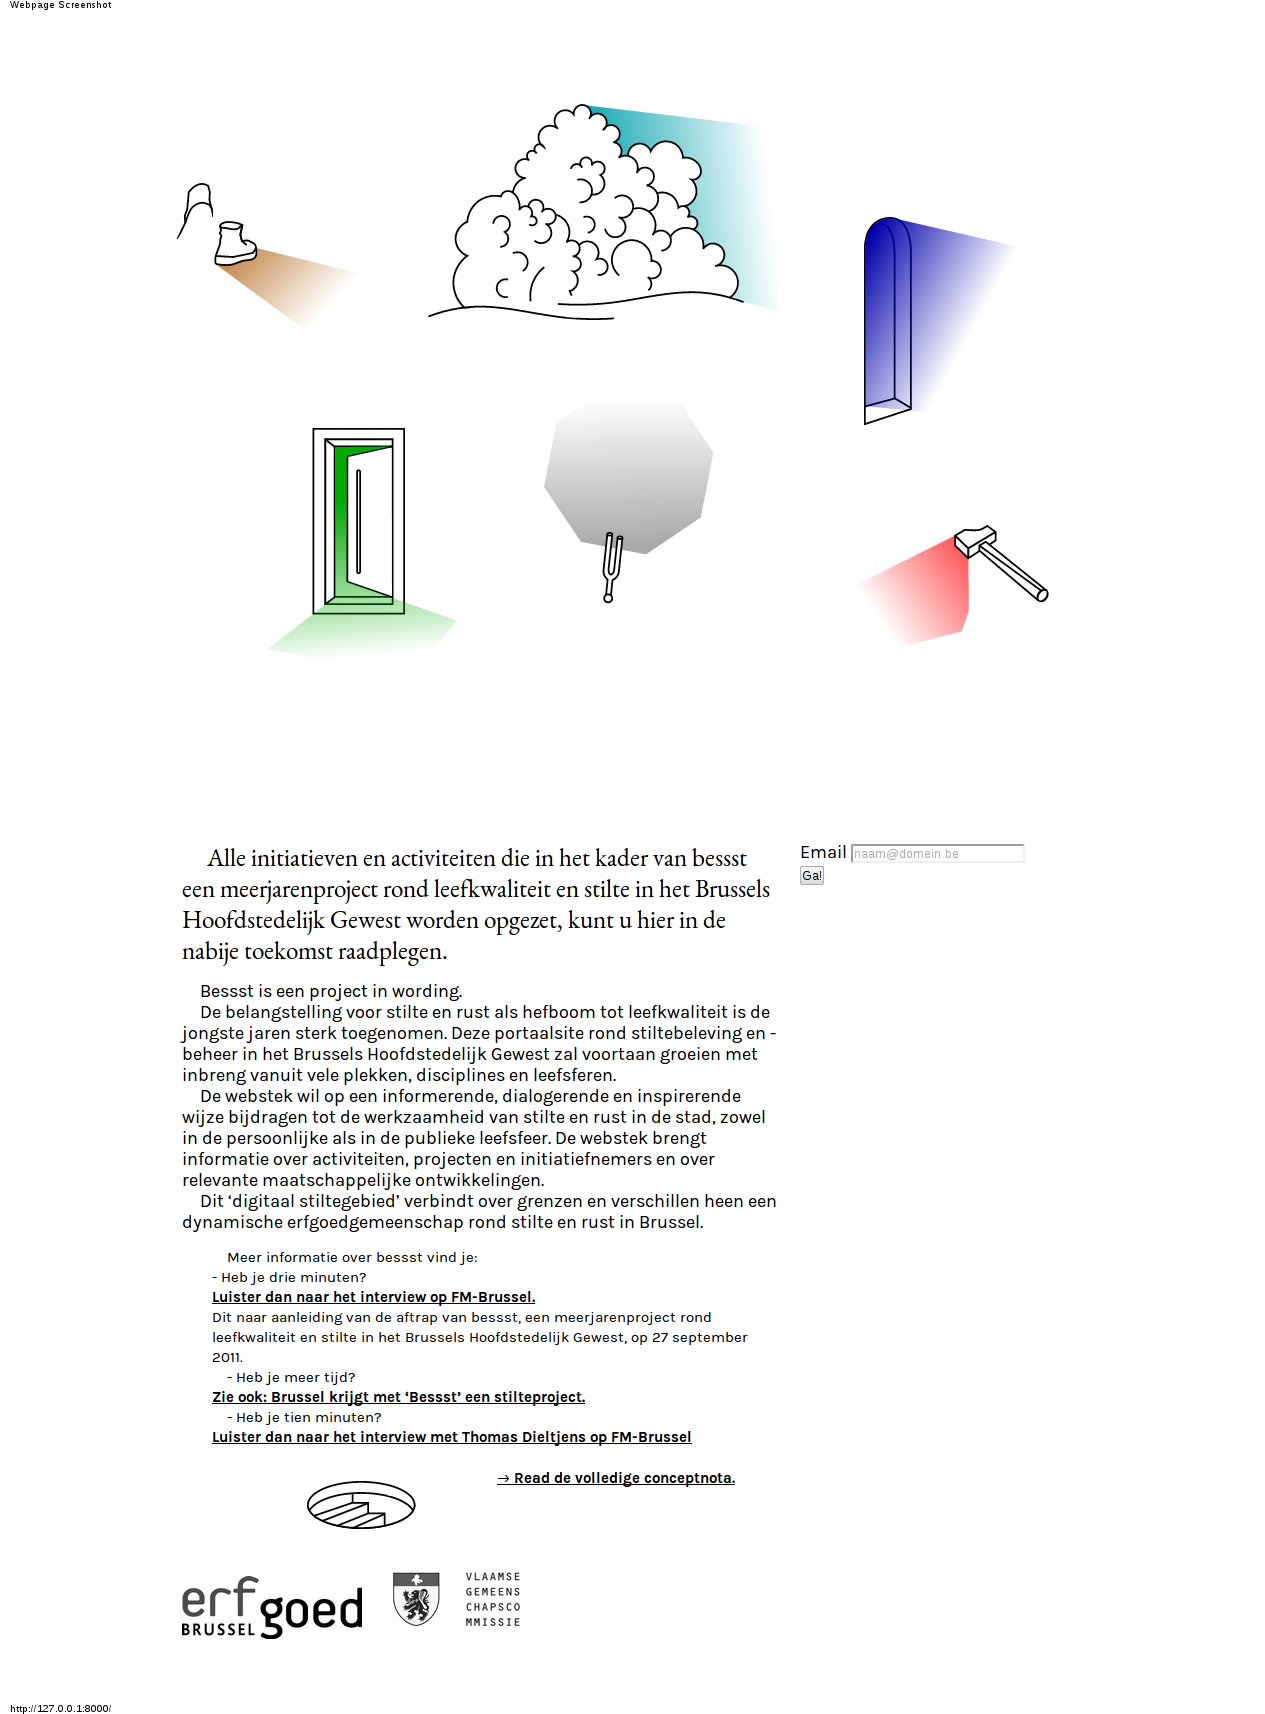 Webpage Screenshot
Alle initiatieven en activiteiten die in het kader van bessst
een meerjarenproject rond leefkwaliteit en stilte in het Brussels
Hoofdstedelijk Gewest worden opgezet, kunt u hier in de
nabije toekomst raadplegen.
Email naam@domein.be
Ga!
Bessst is een project in wording.
De belangstelling voor stilte en rust als hefboom tot leefkwaliteit is de
jongste jaren sterk toegenomen. Deze portaalsite rond stiltebeleving en -
beheer in het Brussels Hoofdstedelijk Gewest zal voortaan groeien met
inbreng vanuit vele plekken, disciplines en leefsferen.
De webstek wil op een informerende, dialogerende en inspirerende
wijze bijdragen tot de werkzaamheid van stilte en rust in de stad, zowel
in de persoonlijke als in de publieke leefsfeer. De webstek brengt
informatie over activiteiten, projecten en initiatiefnemers en over
relevante maatschappelijke ontwikkelingen.
Dit ‘digitaal stiltegebied’ verbindt over grenzen en verschillen heen een
dynamische erfgoedgemeenschap rond stilte en rust in Brussel.
Meer informatie over bessst vind je:
- Heb je drie minuten?
Luister dan naar het interview op FM-Brussel.
Dit naar aanleiding van de aftrap van bessst, een meerjarenproject rond
leefkwaliteit en stilte in het Brussels Hoofdstedelijk Gewest, op 27 september
2011.
- Heb je meer tijd?
Zie ook: Brussel krijgt met ‘Bessst’ een stilteproject.
- Heb je tien minuten?
Luister dan naar het interview met Thomas Dieltjens op FM-Brussel
→ Read de volledige conceptnota.
erfgoed
BRUSSEL
VLAAMSE
GEMEENS
CHAPSCO
MMISSIE
http://127.0.0.1:8000/